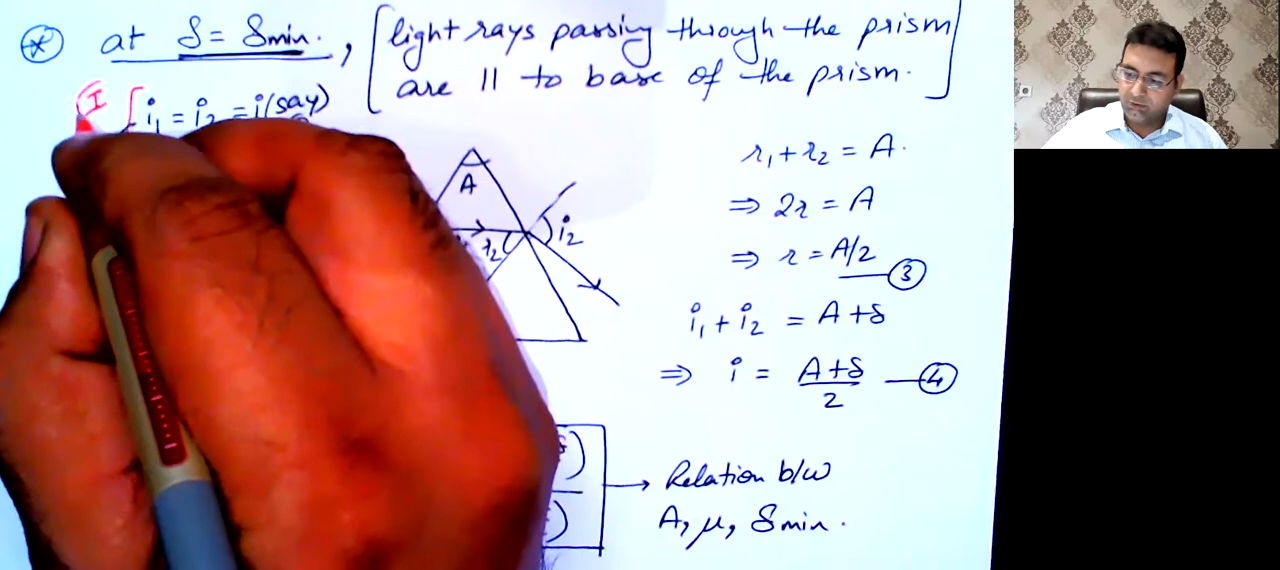 ⊛ at δ = δmin. , [light rays passing through the prism
are || to base of the prism.]
I [i₁ = i₂ = i (say)
A
r₂
i₂
r₁ + r₂ = A.
⇒ 2r = A
⇒ r = A/2 — ③
i₁ + i₂ = A + δ
⇒ i = (A + δ)/2 — ④
→ Relation b/w
A, μ, δmin.